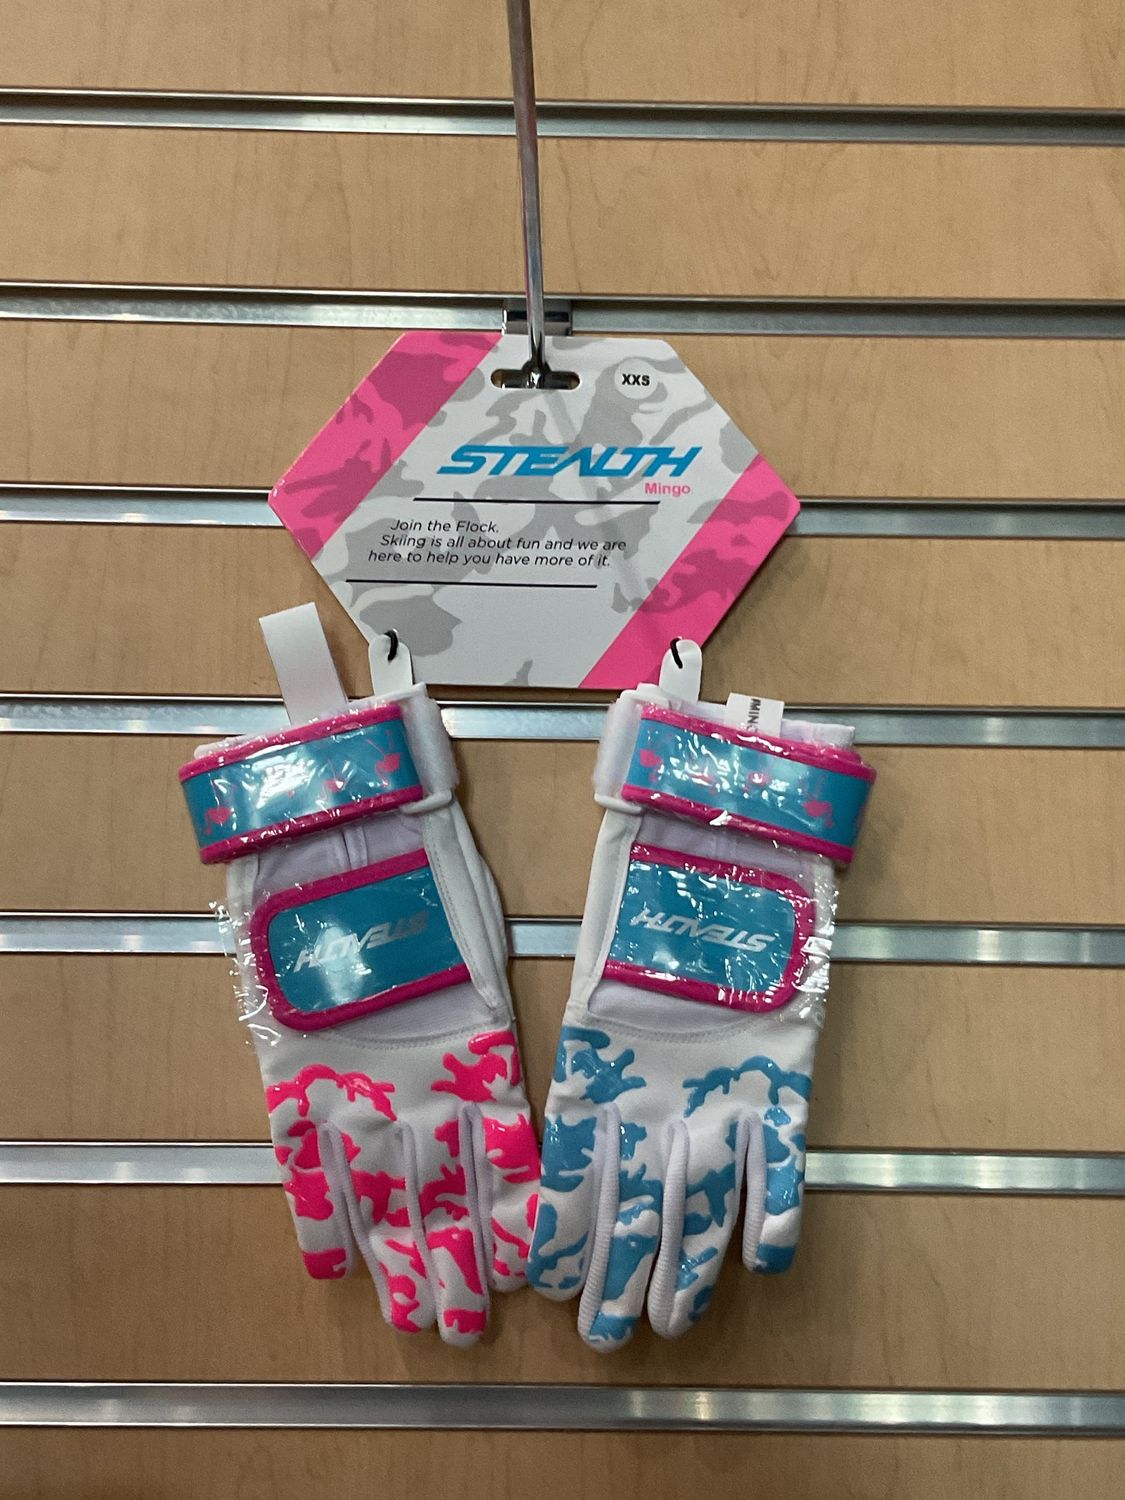 XXS
STEALTH
Mingo
Join the Flock.
Skiing is all about fun and we are
here to help you have more of it.
STEALTH
STEALTH